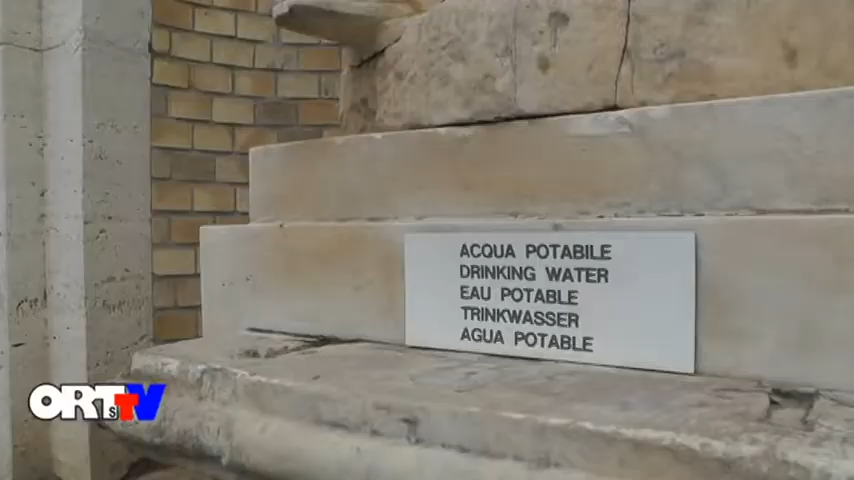 ACQUA POTABILE
DRINKING WATER
EAU POTABLE
TRINKWASSER
AGUA POTABLE
ORTSTV